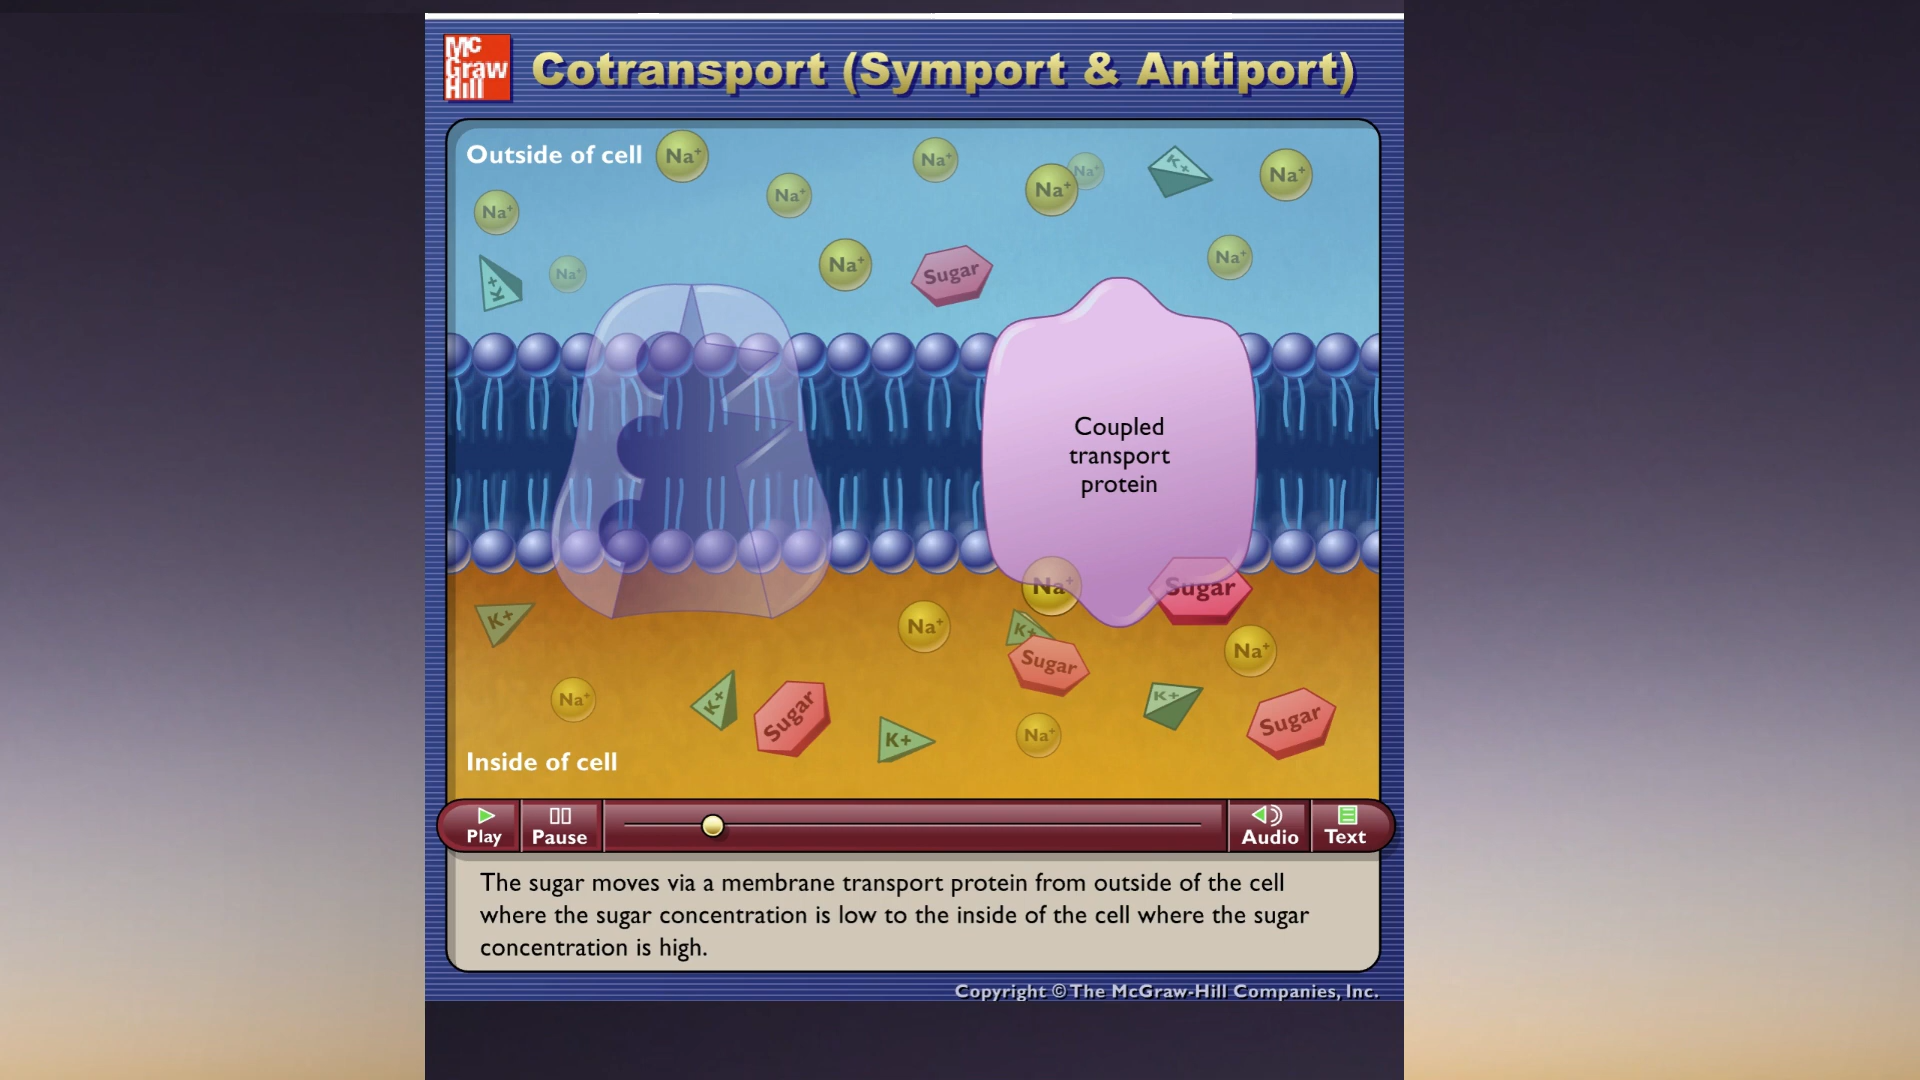 Mc
Graw
Hill
Cotransport (Symport & Antiport)
Outside of cell
Na+
Na+
Na+
Na+
Na+
K+
Na+
Na+
K+
Na+
Na+
Sugar
Na+
Coupled
transport
protein
Na+
Sugar
K+
Na+
K+
Sugar
Na+
Na+
K+
Sugar
K+
Na+
K+
Sugar
Inside of cell
Play
Pause
Audio
Text
The sugar moves via a membrane transport protein from outside of the cell
where the sugar concentration is low to the inside of the cell where the sugar
concentration is high.
Copyright © The McGraw-Hill Companies, Inc.